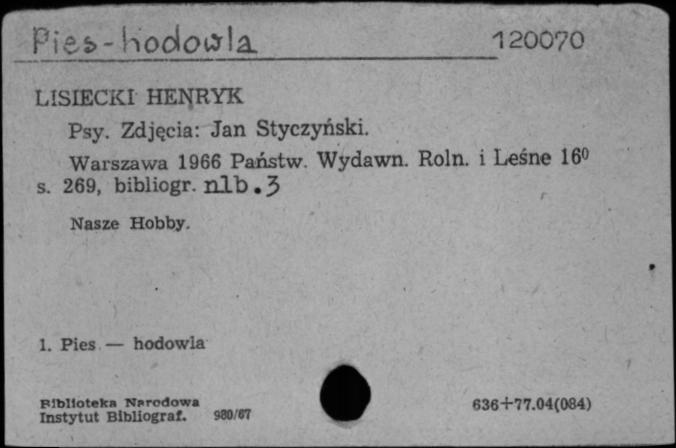 Pies-hodowla 120070
LISIECKI HENRYK
Psy. Zdjęcia: Jan Styczyński.
Warszawa 1966 Państw. Wydawn. Roln. i Leśne 16⁰
s. 269, bibliogr. nlb.3
Nasze Hobby.
1. Pies — hodowla
Biblioteka Narodowa
Instytut Bibliograf. 980/67 636+77.04(084)